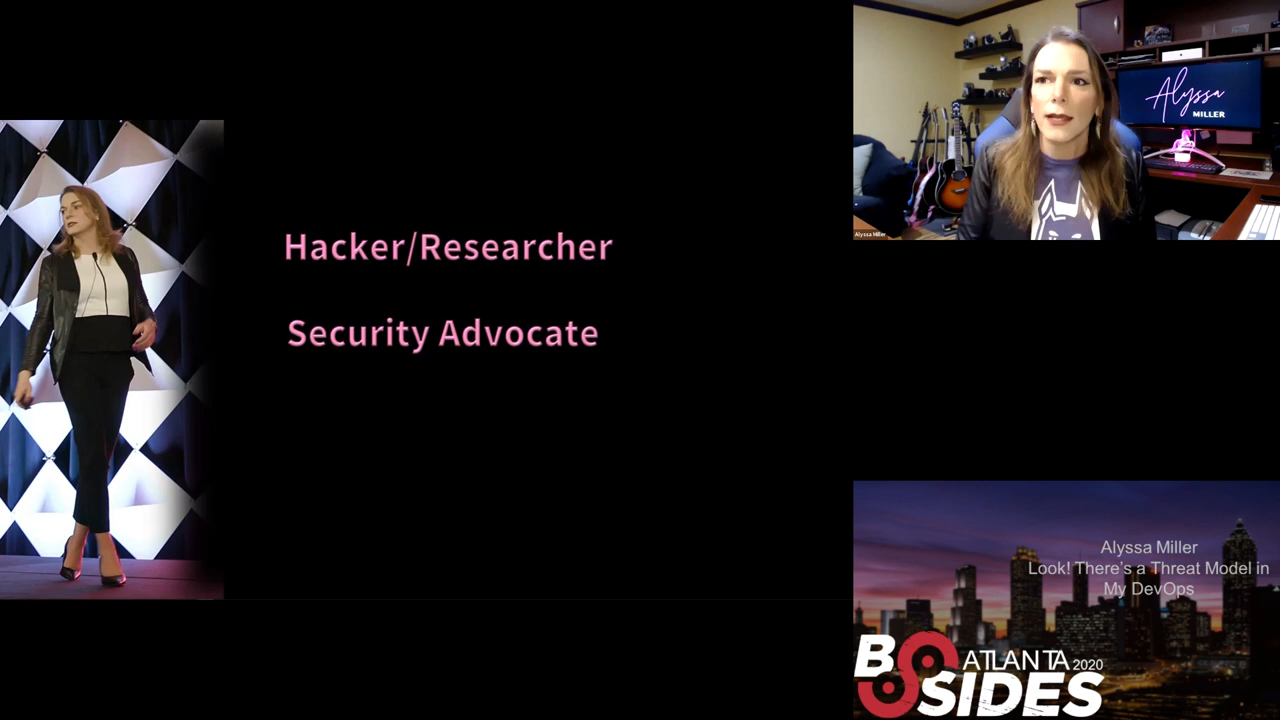 Hacker/Researcher
Security Advocate
Alyssa
MILLER
Alyssa Miller
Alyssa Miller
Look! There's a Threat Model in
My DevOps
BSIDES
ATLANTA 2020